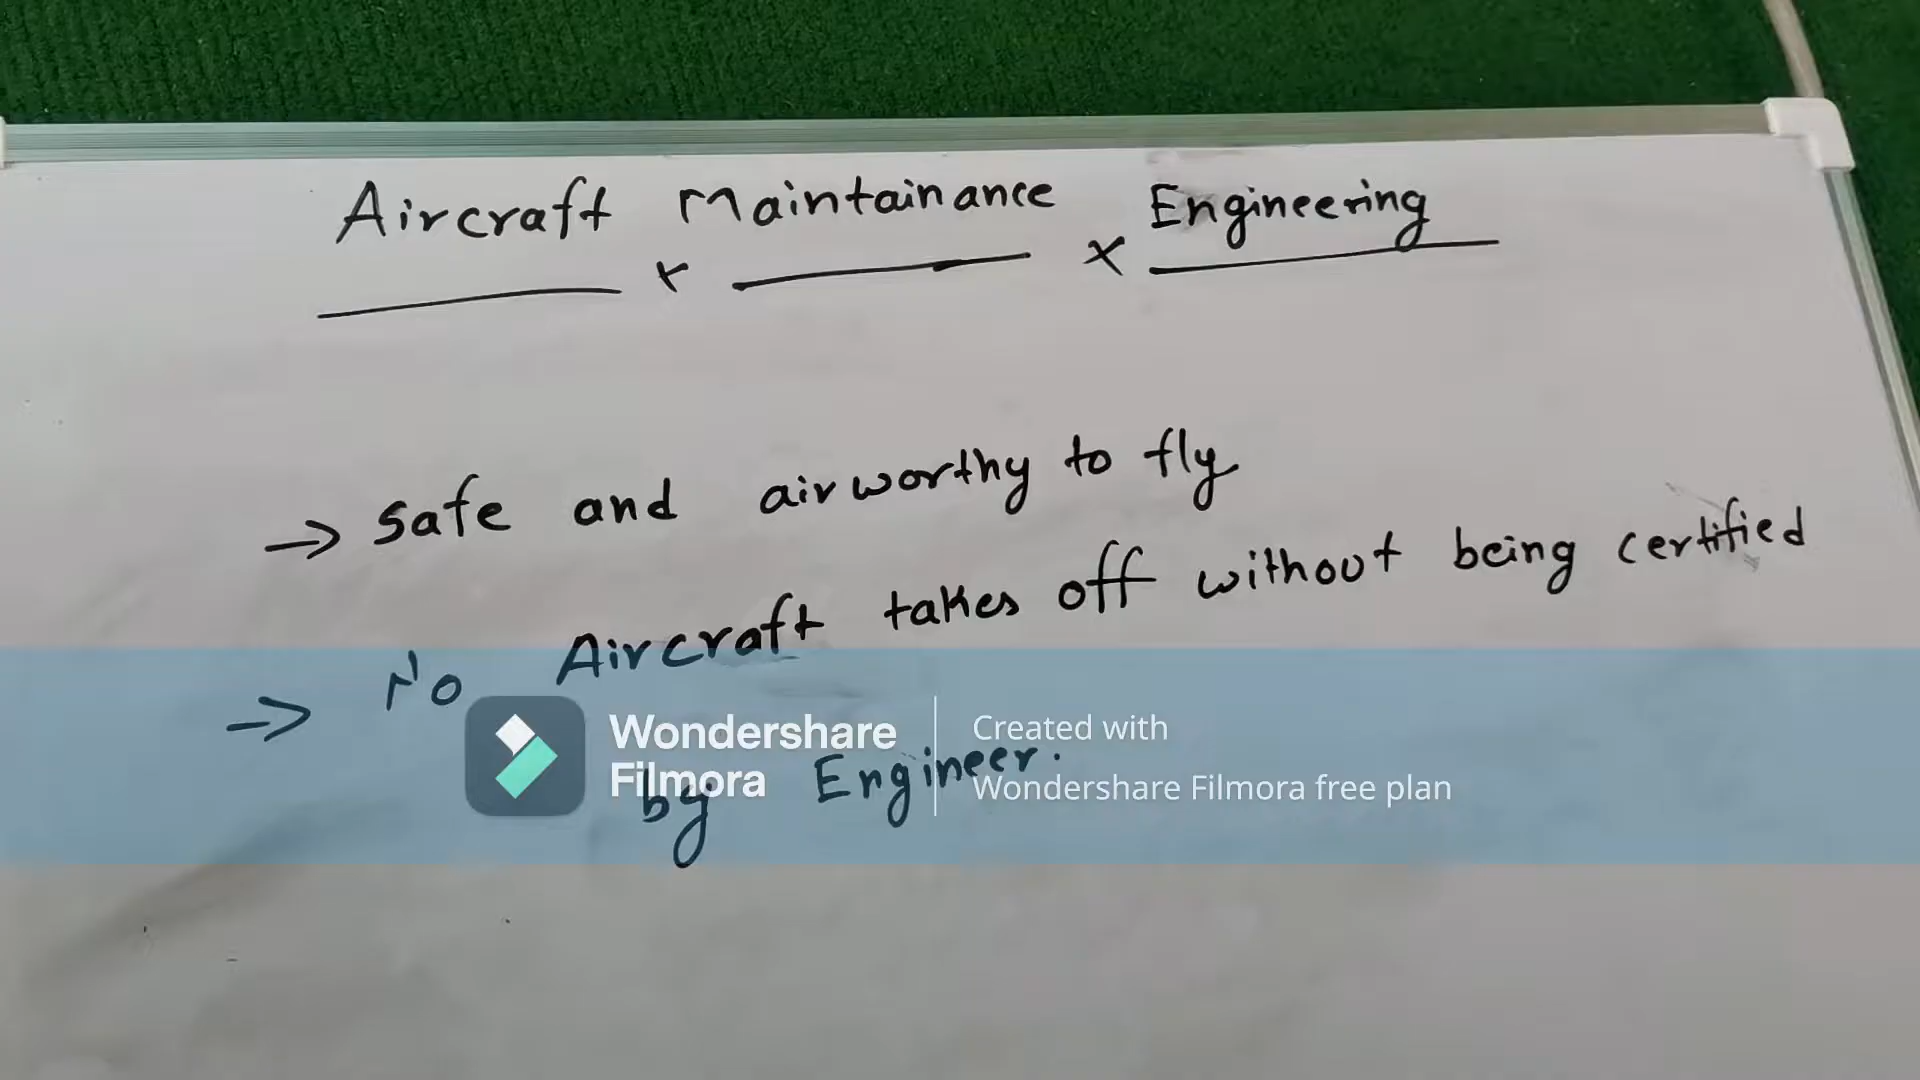 Aircraft Maintainance Engineering
→ safe and airworthy to fly
→ No Aircraft takes off without being certified
by Engineer.
Wondershare Filmora
Created with
Wondershare Filmora free plan